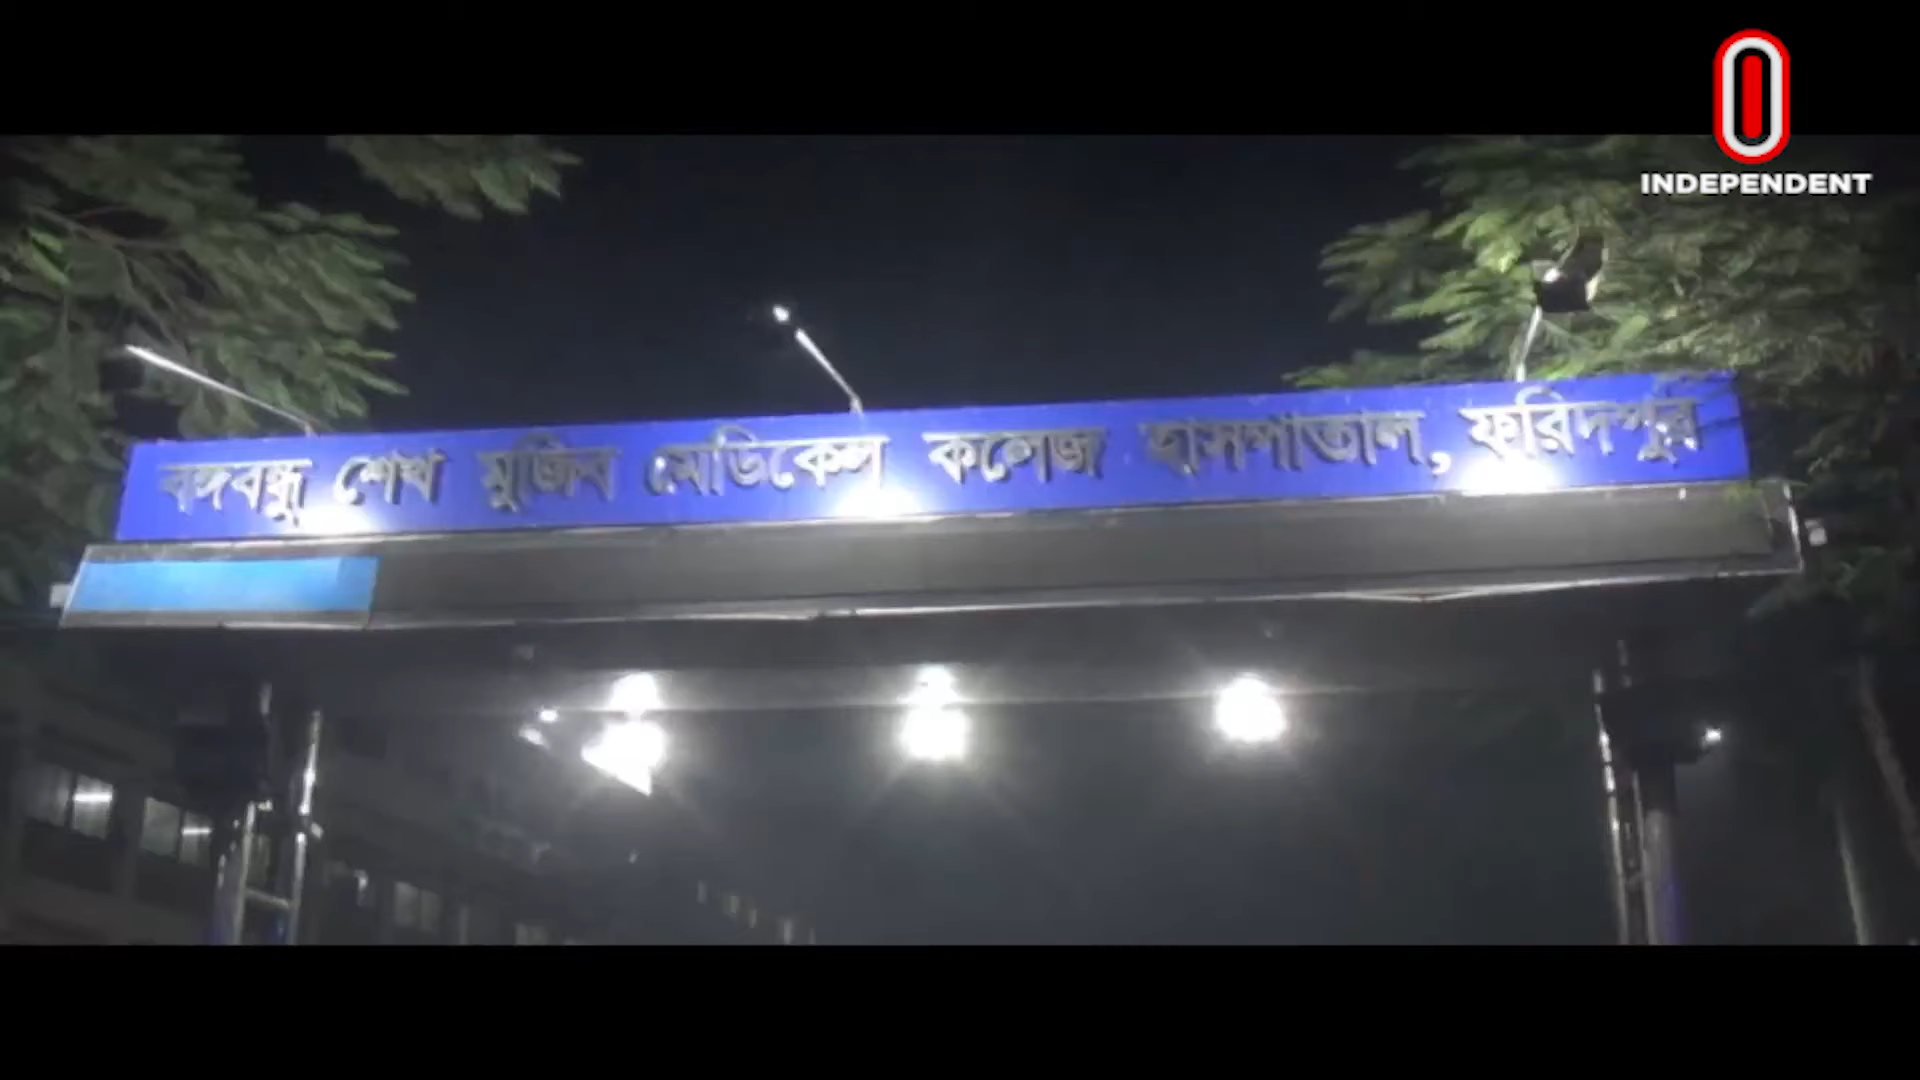 INDEPENDENT
বঙ্গবন্ধু শেখ মুজিব মেডিকেল কলেজ হাসপাতাল, ফরিদপুর